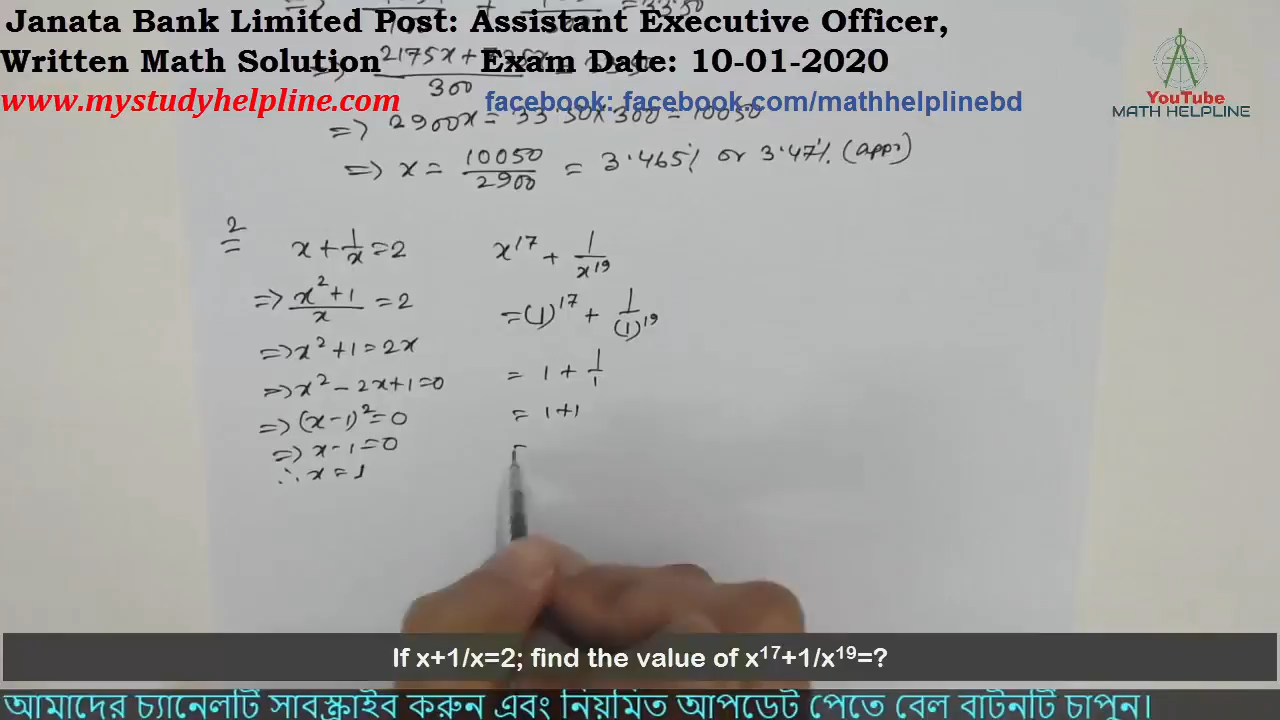 Janata Bank Limited Post: Assistant Executive Officer,
Written Math Solution Exam Date: 10-01-2020
www.mystudyhelpline.com facebook: facebook.com/mathhelplinebd
YouTube
MATH HELPLINE
300
=> 2900x = 33.50 x 300 = 10050
=> x = 10050/2900 = 3.465% or 3.47% (app)
2
x + 1/x = 2
=> x²+1/x = 2
=> x²+1 = 2x
=> x² - 2x + 1 = 0
=> (x-1)² = 0
=> x - 1 = 0
∴ x = 1
x¹⁷ + 1/x¹⁹
= (1)¹⁷ + 1/(1)¹⁹
= 1 + 1/1
= 1+1
=
If x+1/x=2; find the value of x¹⁷+1/x¹⁹=?
আমাদের চ্যানেলটি সাবস্ক্রাইব করুন এবং নিয়মিত আপডেট পেতে বেল বাটনটি চাপুন।